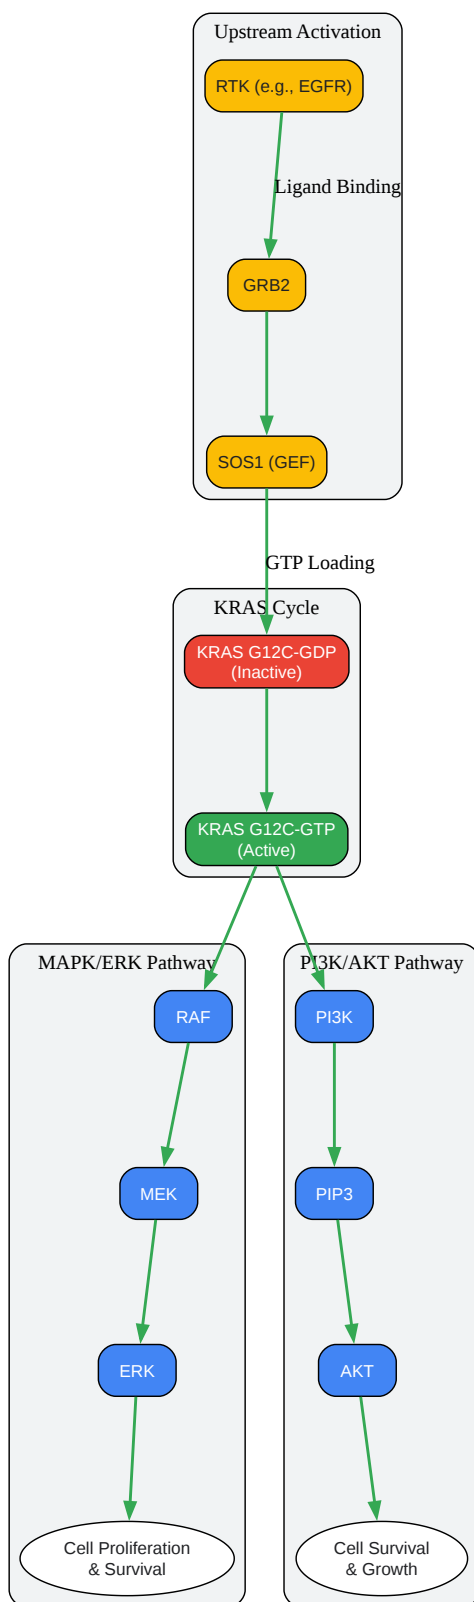 Upstream Activation
RTK (e.g., EGFR)
Ligand Binding
GRB2
SOS1 (GEF)
GTP Loading
KRAS Cycle
KRAS G12C-GDP
(Inactive)
KRAS G12C-GTP
(Active)
MAPK/ERK Pathway
RAF
MEK
ERK
Cell Proliferation
& Survival
PI3K/AKT Pathway
PI3K
PIP3
AKT
Cell Survival
& Growth